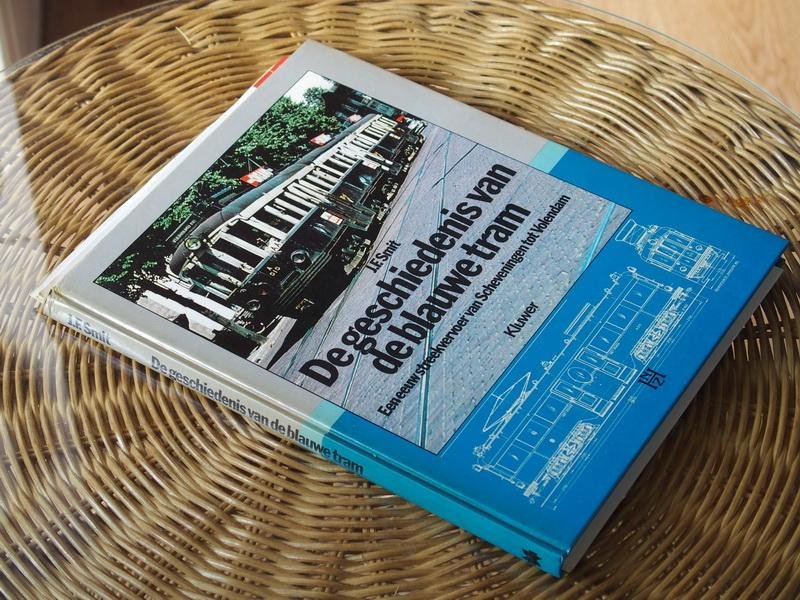 J.F. Smit
De geschiedenis van
de blauwe tram
Een eeuw streekvervoer van Scheveningen tot Volendam
Kluwer
J.F. Smit
De geschiedenis van de blauwe tram